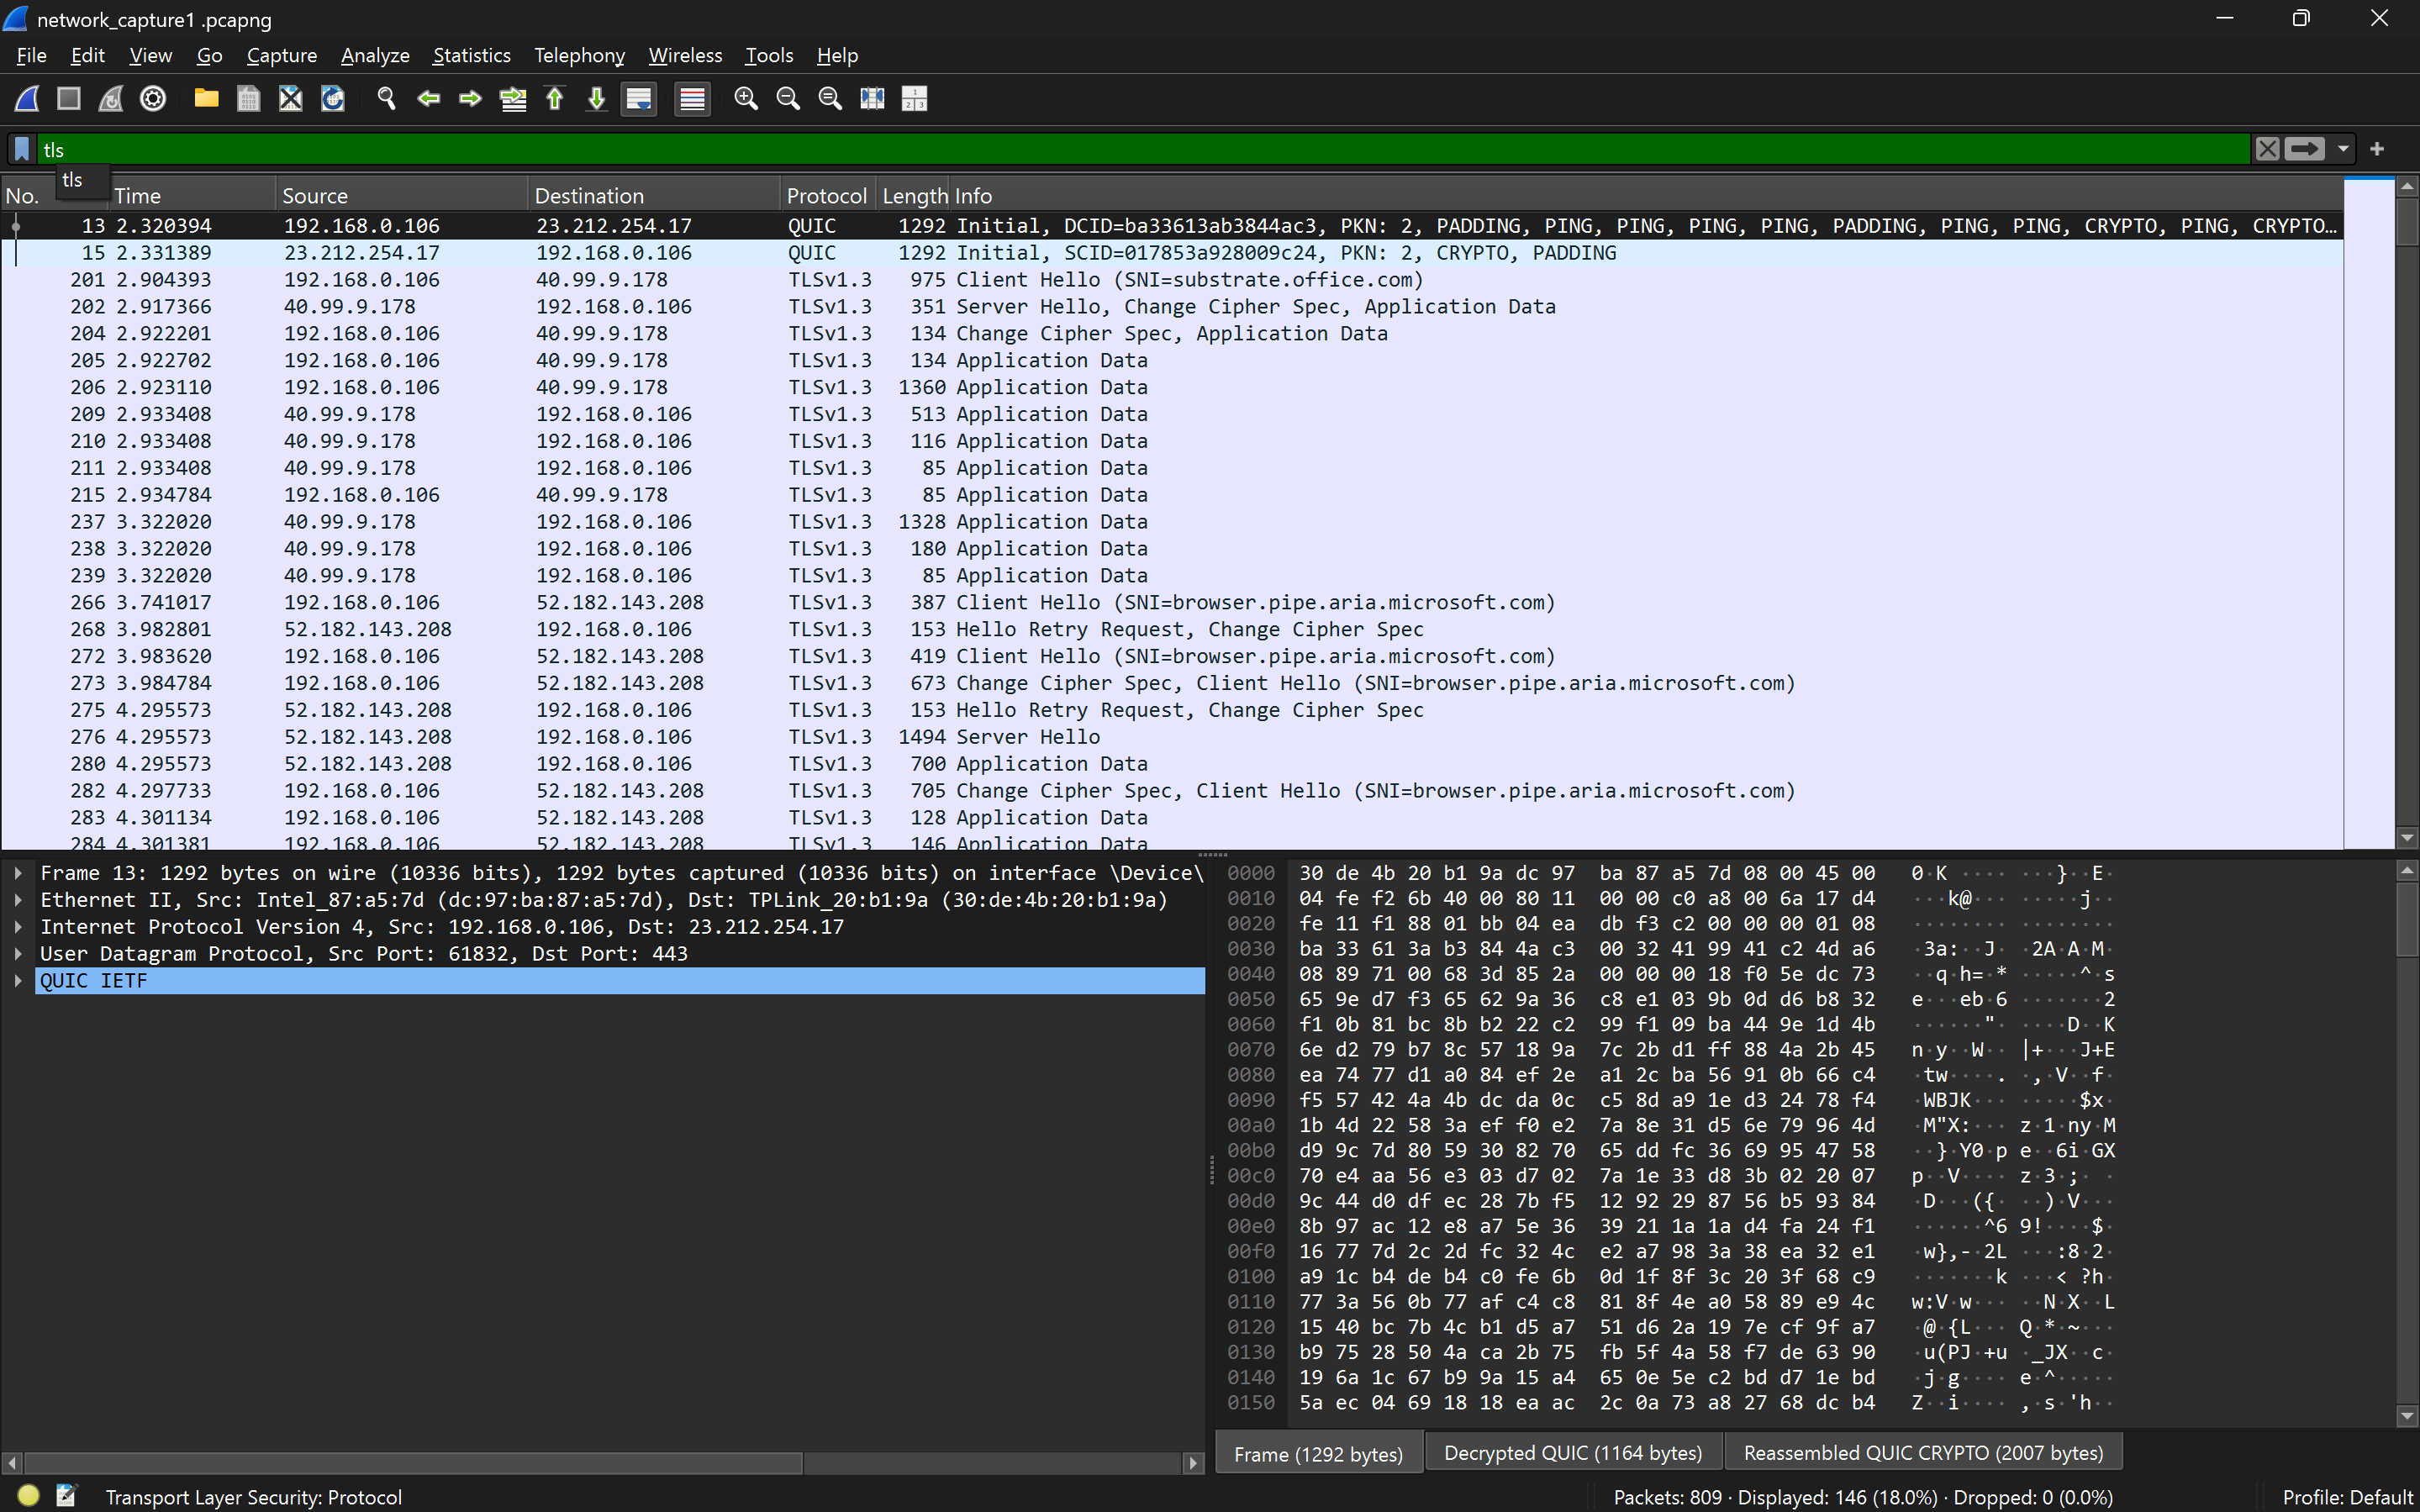 network_capture1 .pcapng
File Edit View Go Capture Analyze Statistics Telephony Wireless Tools Help
tls
tls
No. Time Source Destination Protocol Length Info
13 2.320394 192.168.0.106 23.212.254.17 QUIC 1292 Initial, DCID=ba33613ab3844ac3, PKN: 2, PADDING, PING, PING, PING, PING, PING, PADDING, PING, PING, CRYPTO, PING, CRYPTO…
15 2.331389 23.212.254.17 192.168.0.106 QUIC 1292 Initial, SCID=017853a928009c24, PKN: 2, CRYPTO, PADDING
201 2.904393 192.168.0.106 40.99.9.178 TLSv1.3 975 Client Hello (SNI=substrate.office.com)
202 2.917366 40.99.9.178 192.168.0.106 TLSv1.3 351 Server Hello, Change Cipher Spec, Application Data
204 2.922201 192.168.0.106 40.99.9.178 TLSv1.3 134 Change Cipher Spec, Application Data
205 2.922702 192.168.0.106 40.99.9.178 TLSv1.3 134 Application Data
206 2.923110 192.168.0.106 40.99.9.178 TLSv1.3 1360 Application Data
209 2.933408 40.99.9.178 192.168.0.106 TLSv1.3 513 Application Data
210 2.933408 40.99.9.178 192.168.0.106 TLSv1.3 116 Application Data
211 2.933408 40.99.9.178 192.168.0.106 TLSv1.3 85 Application Data
215 2.934784 192.168.0.106 40.99.9.178 TLSv1.3 85 Application Data
237 3.322020 40.99.9.178 192.168.0.106 TLSv1.3 1328 Application Data
238 3.322020 40.99.9.178 192.168.0.106 TLSv1.3 180 Application Data
239 3.322020 40.99.9.178 192.168.0.106 TLSv1.3 85 Application Data
266 3.741017 192.168.0.106 52.182.143.208 TLSv1.3 387 Client Hello (SNI=browser.pipe.aria.microsoft.com)
268 3.982801 52.182.143.208 192.168.0.106 TLSv1.3 153 Hello Retry Request, Change Cipher Spec
272 3.983620 192.168.0.106 52.182.143.208 TLSv1.3 419 Client Hello (SNI=browser.pipe.aria.microsoft.com)
273 3.984784 192.168.0.106 52.182.143.208 TLSv1.3 673 Change Cipher Spec, Client Hello (SNI=browser.pipe.aria.microsoft.com)
275 4.295573 52.182.143.208 192.168.0.106 TLSv1.3 153 Hello Retry Request, Change Cipher Spec
276 4.295573 52.182.143.208 192.168.0.106 TLSv1.3 1494 Server Hello
280 4.295573 52.182.143.208 192.168.0.106 TLSv1.3 700 Application Data
282 4.297733 192.168.0.106 52.182.143.208 TLSv1.3 705 Change Cipher Spec, Client Hello (SNI=browser.pipe.aria.microsoft.com)
283 4.301134 192.168.0.106 52.182.143.208 TLSv1.3 128 Application Data
284 4.301381 192.168.0.106 52.182.143.208 TLSv1.3 146 Application Data
Frame 13: 1292 bytes on wire (10336 bits), 1292 bytes captured (10336 bits) on interface \Device\
Ethernet II, Src: Intel_87:a5:7d (dc:97:ba:87:a5:7d), Dst: TPLink_20:b1:9a (30:de:4b:20:b1:9a)
Internet Protocol Version 4, Src: 192.168.0.106, Dst: 23.212.254.17
User Datagram Protocol, Src Port: 61832, Dst Port: 443
QUIC IETF
0000 30 de 4b 20 b1 9a dc 97 ba 87 a5 7d 08 00 45 00 0·K ···· ···}··E·
0010 04 fe f2 6b 40 00 80 11 00 00 c0 a8 00 6a 17 d4 ···k@··· ·····j··
0020 fe 11 f1 88 01 bb 04 ea db f3 c2 00 00 00 01 08 ········ ········
0030 ba 33 61 3a b3 84 4a c3 00 32 41 99 41 c2 4d a6 ·3a:··J· ·2A·A·M·
0040 08 89 71 00 68 3d 85 2a 00 00 00 18 f0 5e dc 73 ··q·h=·* ·····^·s
0050 65 9e d7 f3 65 62 9a 36 c8 e1 03 9b 0d d6 b8 32 e···eb·6 ·······2
0060 f1 0b 81 bc 8b b2 22 c2 99 f1 09 ba 44 9e 1d 4b ······"· ····D··K
0070 6e d2 79 b7 8c 57 18 9a 7c 2b d1 ff 88 4a 2b 45 n·y··W·· |+···J+E
0080 ea 74 77 d1 a0 84 ef 2e a1 2c ba 56 91 0b 66 c4 ·tw····. ·,·V··f·
0090 f5 57 42 4a 4b dc da 0c c5 8d a9 1e d3 24 78 f4 ·WBJK··· ·····$x·
00a0 1b 4d 22 58 3a ef f0 e2 7a 8e 31 d5 6e 79 96 4d ·M"X:··· z·1·ny·M
00b0 d9 9c 7d 80 59 30 82 70 65 dd fc 36 69 95 47 58 ··}·Y0·p e··6i·GX
00c0 70 e4 aa 56 e3 03 d7 02 7a 1e 33 d8 3b 02 20 07 p··V···· z·3·;· ·
00d0 9c 44 d0 df ec 28 7b f5 12 92 29 87 56 b5 93 84 ·D···({· ··)·V···
00e0 8b 97 ac 12 e8 a7 5e 36 39 21 1a 1a d4 fa 24 f1 ······^6 9!····$·
00f0 16 77 7d 2c 2d fc 32 4c e2 a7 98 3a 38 ea 32 e1 ·w},-·2L ···:8·2·
0100 a9 1c b4 de b4 c0 fe 6b 0d 1f 8f 3c 20 3f 68 c9 ·······k ···< ?h·
0110 77 3a 56 0b 77 af c4 c8 81 8f 4e a0 58 89 e9 4c w:V·w··· ··N·X··L
0120 15 40 bc 7b 4c b1 d5 a7 51 d6 2a 19 7e cf 9f a7 ·@·{L··· Q·*·~···
0130 b9 75 28 50 4a ca 2b 75 fb 5f 4a 58 f7 de 63 90 ·u(PJ·+u ·_JX··c·
0140 19 6a 1c 67 b9 9a 15 a4 65 0e 5e c2 bd d7 1e bd ·j·g···· e·^·····
0150 5a ec 04 69 18 18 ea ac 2c 0a 73 a8 27 68 dc b4 Z··i···· ,·s·'h··
Frame (1292 bytes) Decrypted QUIC (1164 bytes) Reassembled QUIC CRYPTO (2007 bytes)
Transport Layer Security: Protocol Packets: 809 · Displayed: 146 (18.0%) · Dropped: 0 (0.0%) Profile: Default